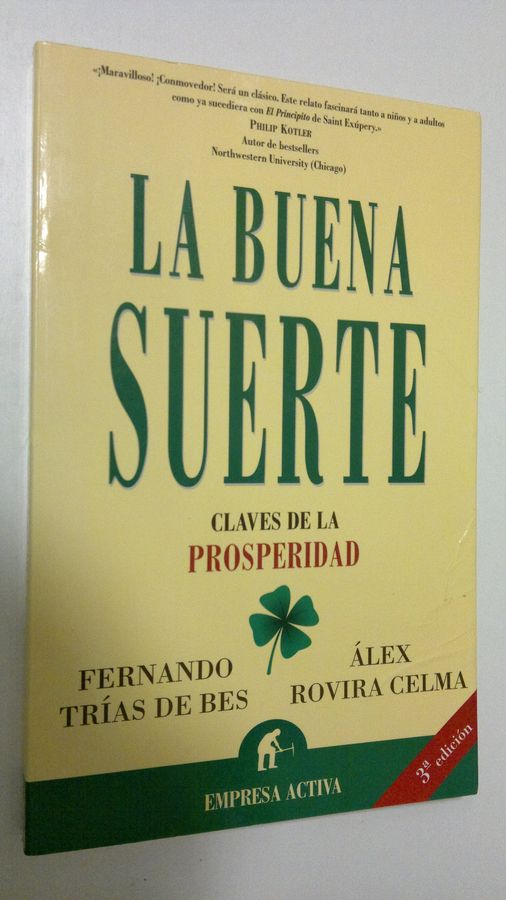 «¡Maravilloso! ¡Conmovedor! Será un clásico. Este relato fascinará tanto a niños y a adultos
como ya sucediera con El Principito de Saint Exúpery.»
PHILIP KOTLER
Autor de bestsellers
Northwestern University (Chicago)
LA BUENA
SUERTE
CLAVES DE LA
PROSPERIDAD
FERNANDO
TRÍAS DE BES
ÁLEX
ROVIRA CELMA
3ª edición
EMPRESA ACTIVA